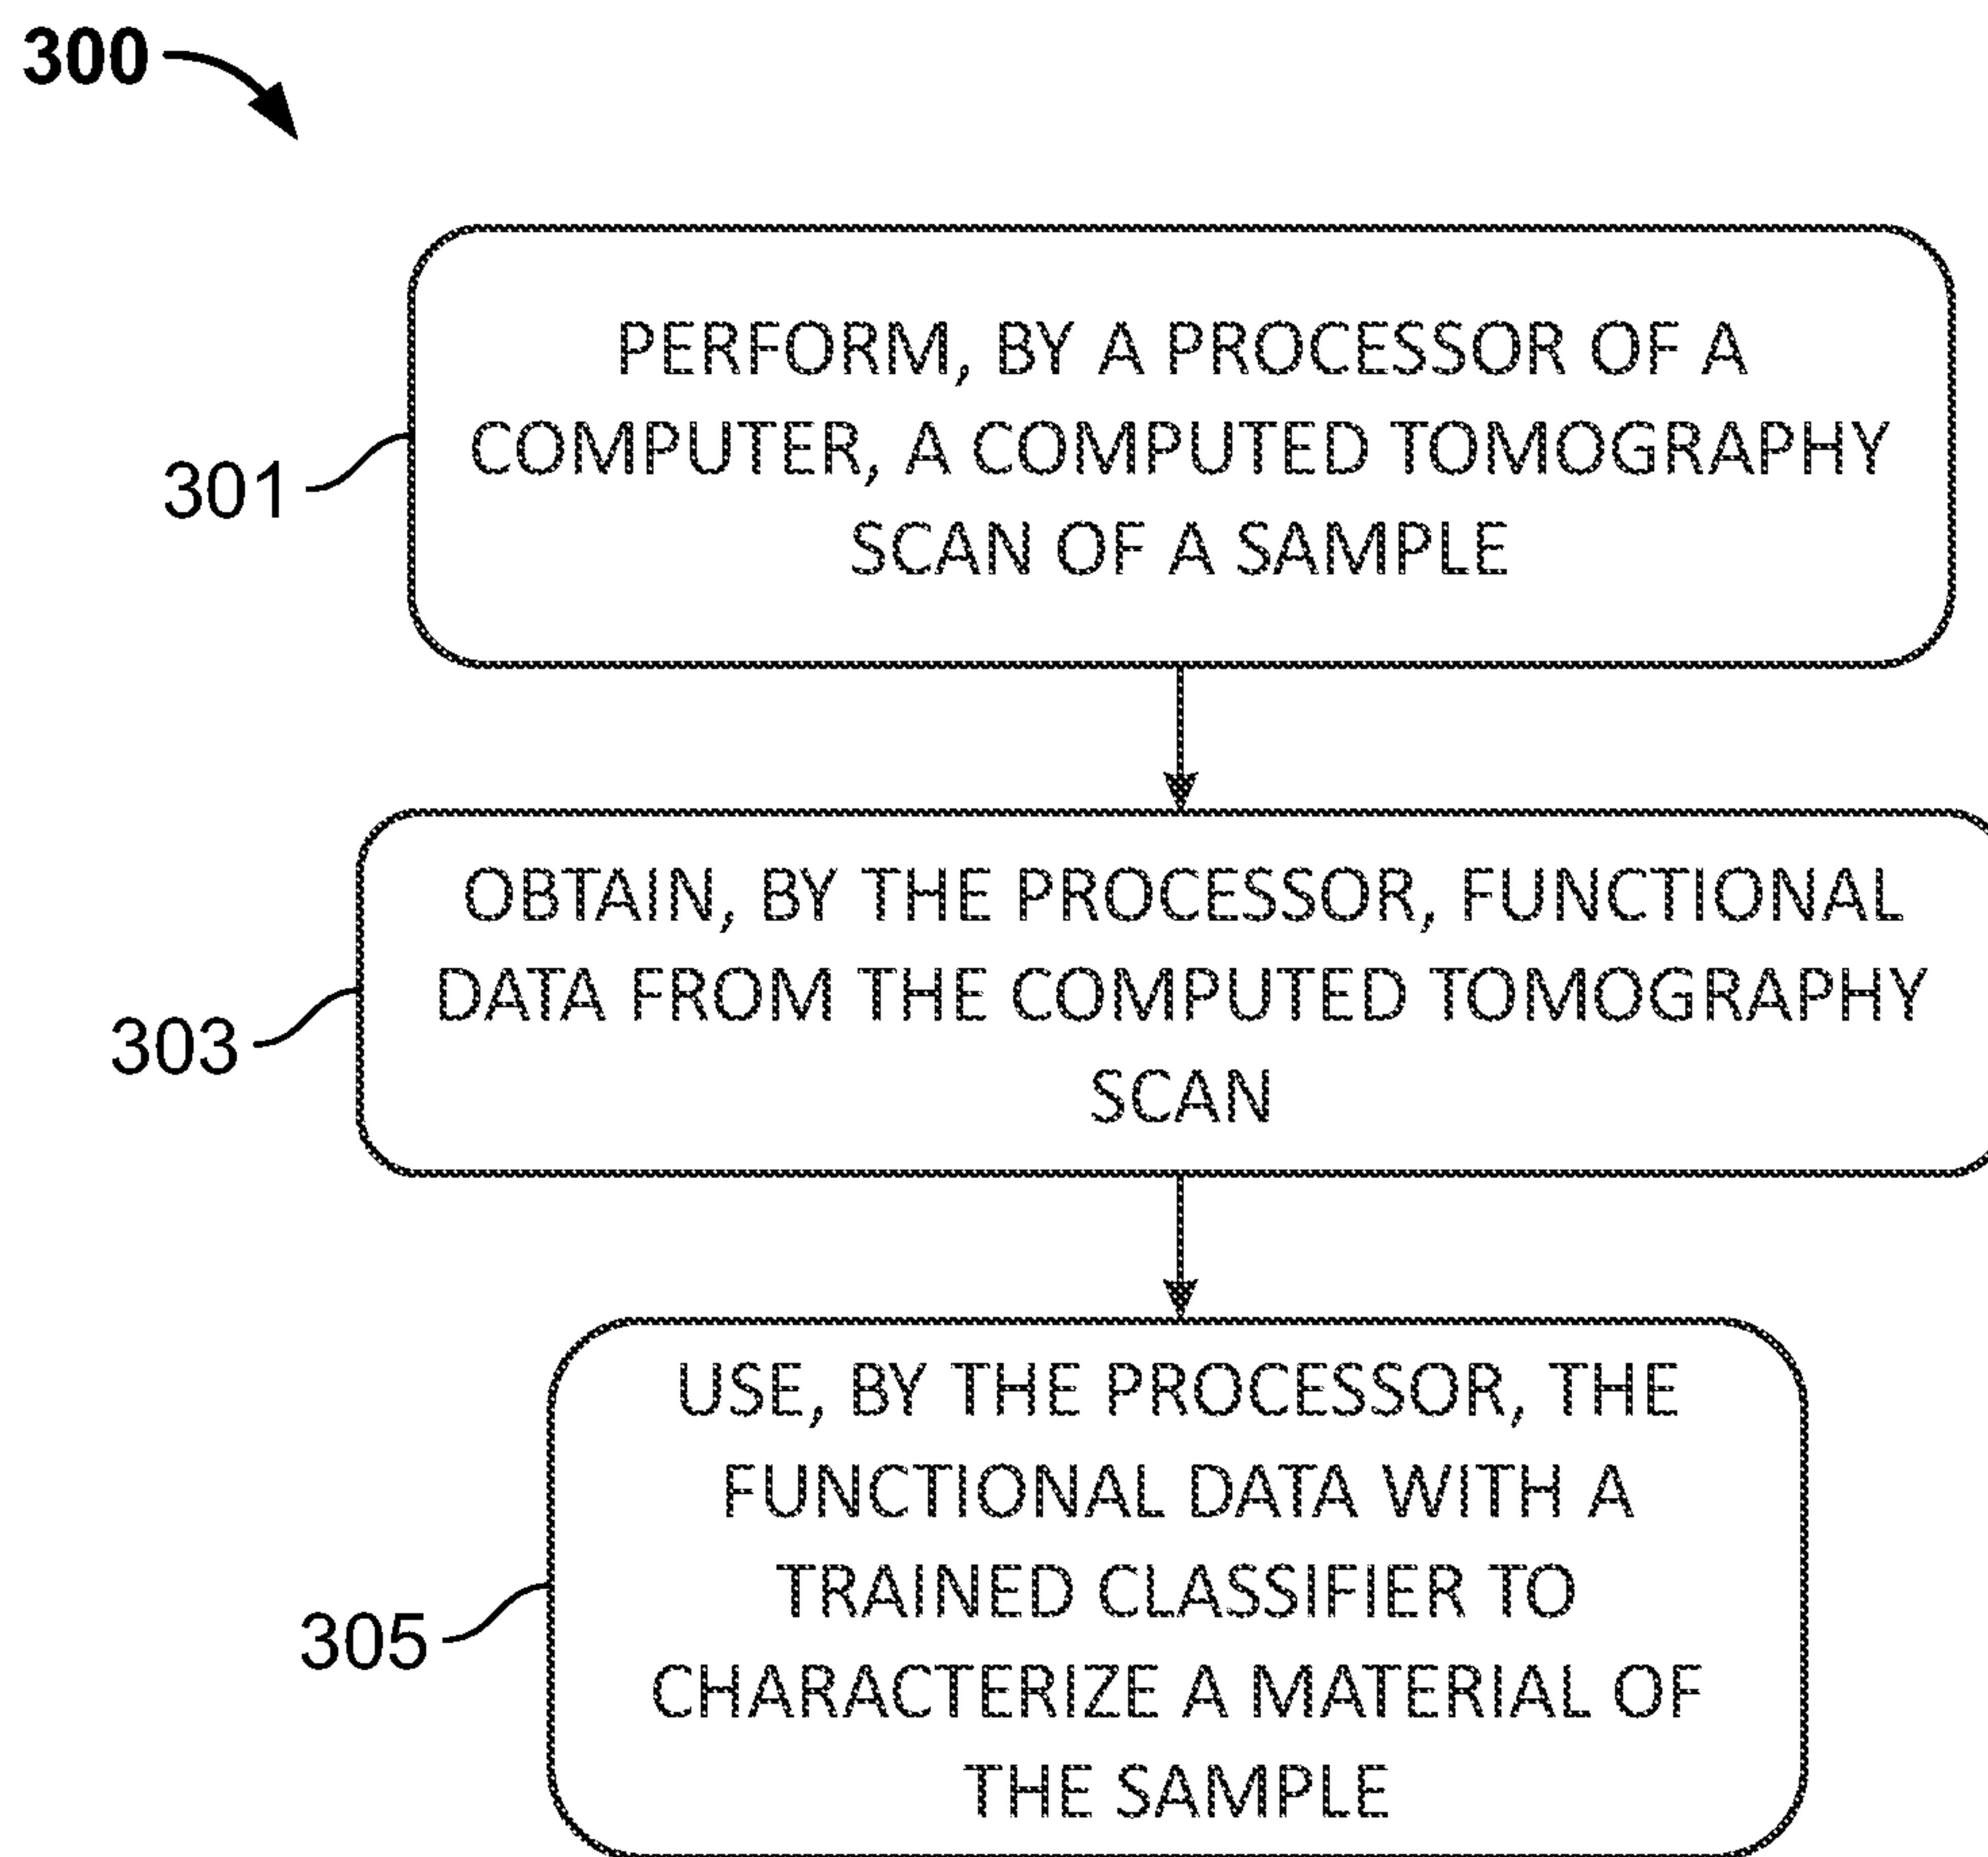 300
PERFORM, BY A PROCESSOR OF A
COMPUTER, A COMPUTED TOMOGRAPHY
SCAN OF A SAMPLE
301
OBTAIN, BY THE PROCESSOR, FUNCTIONAL
DATA FROM THE COMPUTED TOMOGRAPHY
SCAN
303
USE, BY THE PROCESSOR, THE
FUNCTIONAL DATA WITH A
TRAINED CLASSIFIER TO
CHARACTERIZE A MATERIAL OF
THE SAMPLE
305